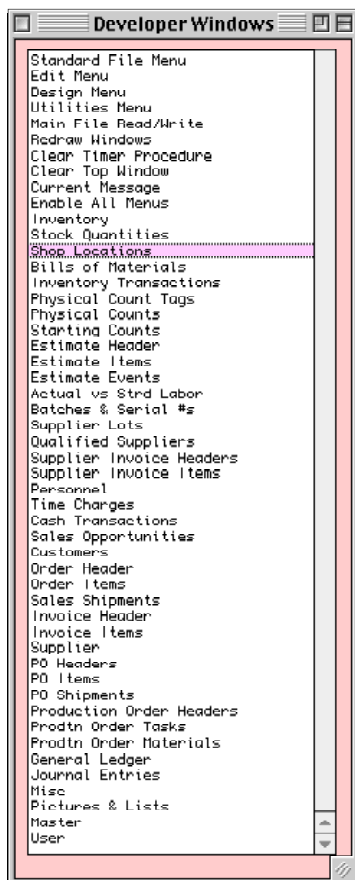 Developer Windows
Standard File Menu
Edit Menu
Design Menu
Utilities Menu
Main File Read/Write
Redraw Windows
Clear Timer Procedure
Clear Top Window
Current Message
Enable All Menus
Inventory
Stock Quantities
Shop Locations
Bills of Materials
Inventory Transactions
Physical Count Tags
Physical Counts
Starting Counts
Estimate Header
Estimate Items
Estimate Events
Actual vs Strd Labor
Batches & Serial #s
Supplier Lots
Qualified Suppliers
Supplier Invoice Headers
Supplier Invoice Items
Personnel
Time Charges
Cash Transactions
Sales Opportunities
Customers
Order Header
Order Items
Sales Shipments
Invoice Header
Invoice Items
Supplier
PO Headers
PO Items
PO Shipments
Production Order Headers
Prodtn Order Tasks
Prodtn Order Materials
General Ledger
Journal Entries
Misc
Pictures & Lists
Master
User